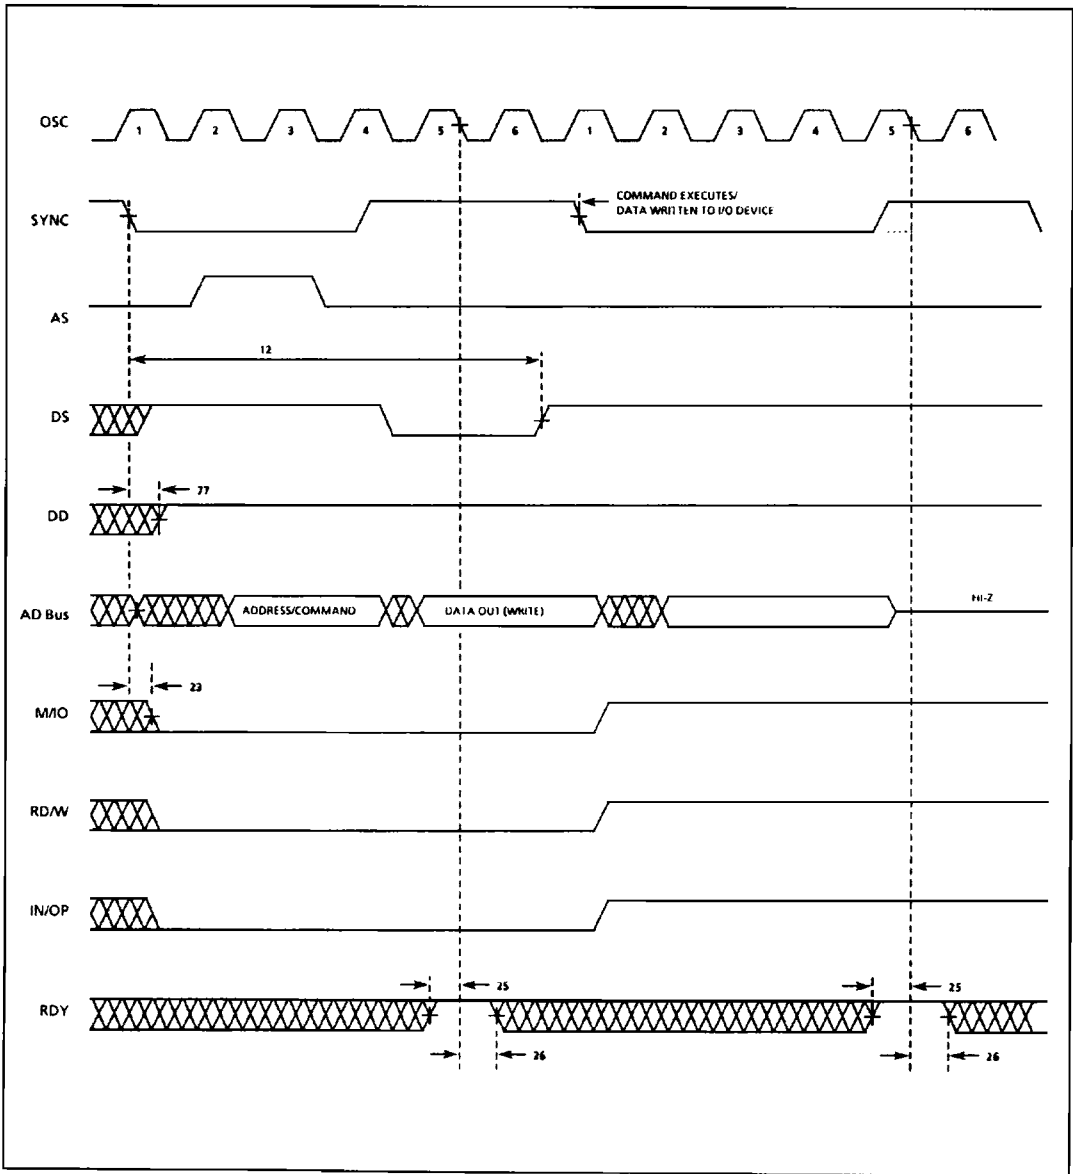 OSC
1 2 3 4 5 6 1 2 3 4 5 6
SYNC
COMMAND EXECUTES/
DATA WRITTEN TO I/O DEVICE
AS
12
DS
77
DD
AD Bus
ADDRESS/COMMAND
DATA OUT (WRITE)
HI-Z
23
M/IO
RD/W
IN/OP
25
25
RDY
26
26